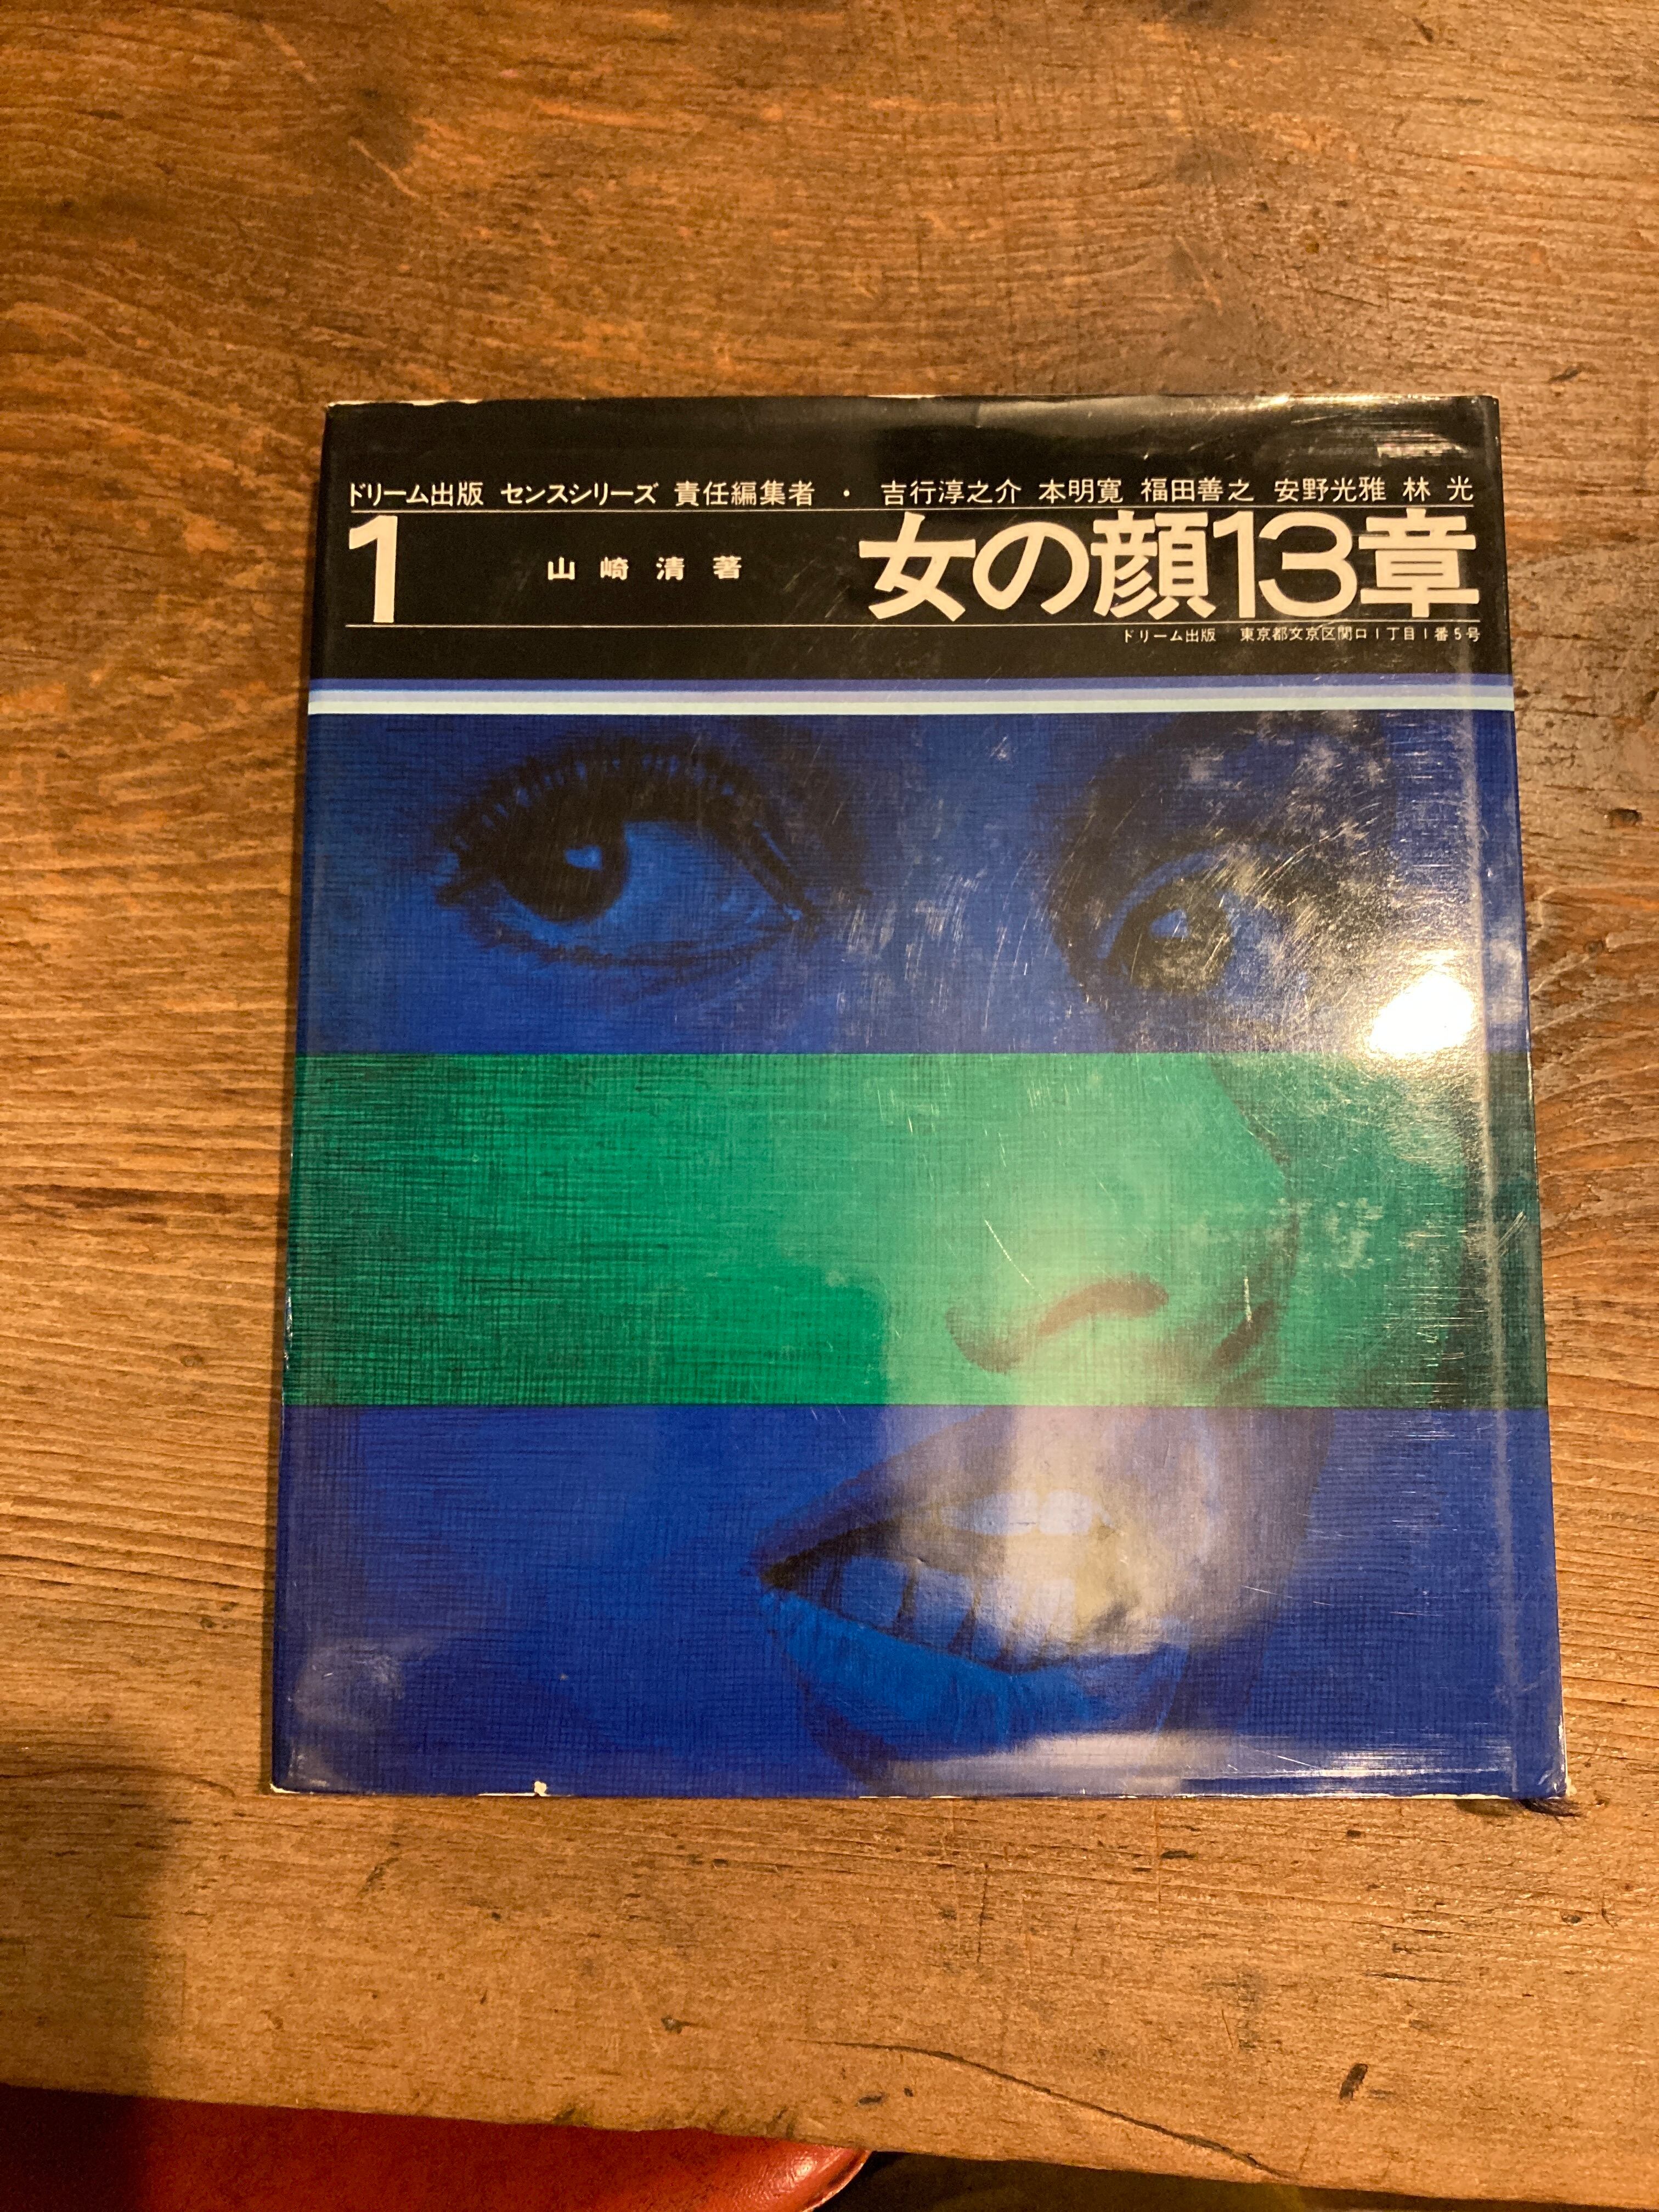 ドリーム出版 センスシリーズ 責任編集者 ・ 吉行淳之介 本明寛 福田善之 安野光雅 林 光
1 山崎清著 女の顔13章
ドリーム出版 東京都文京区関口1丁目1番5号